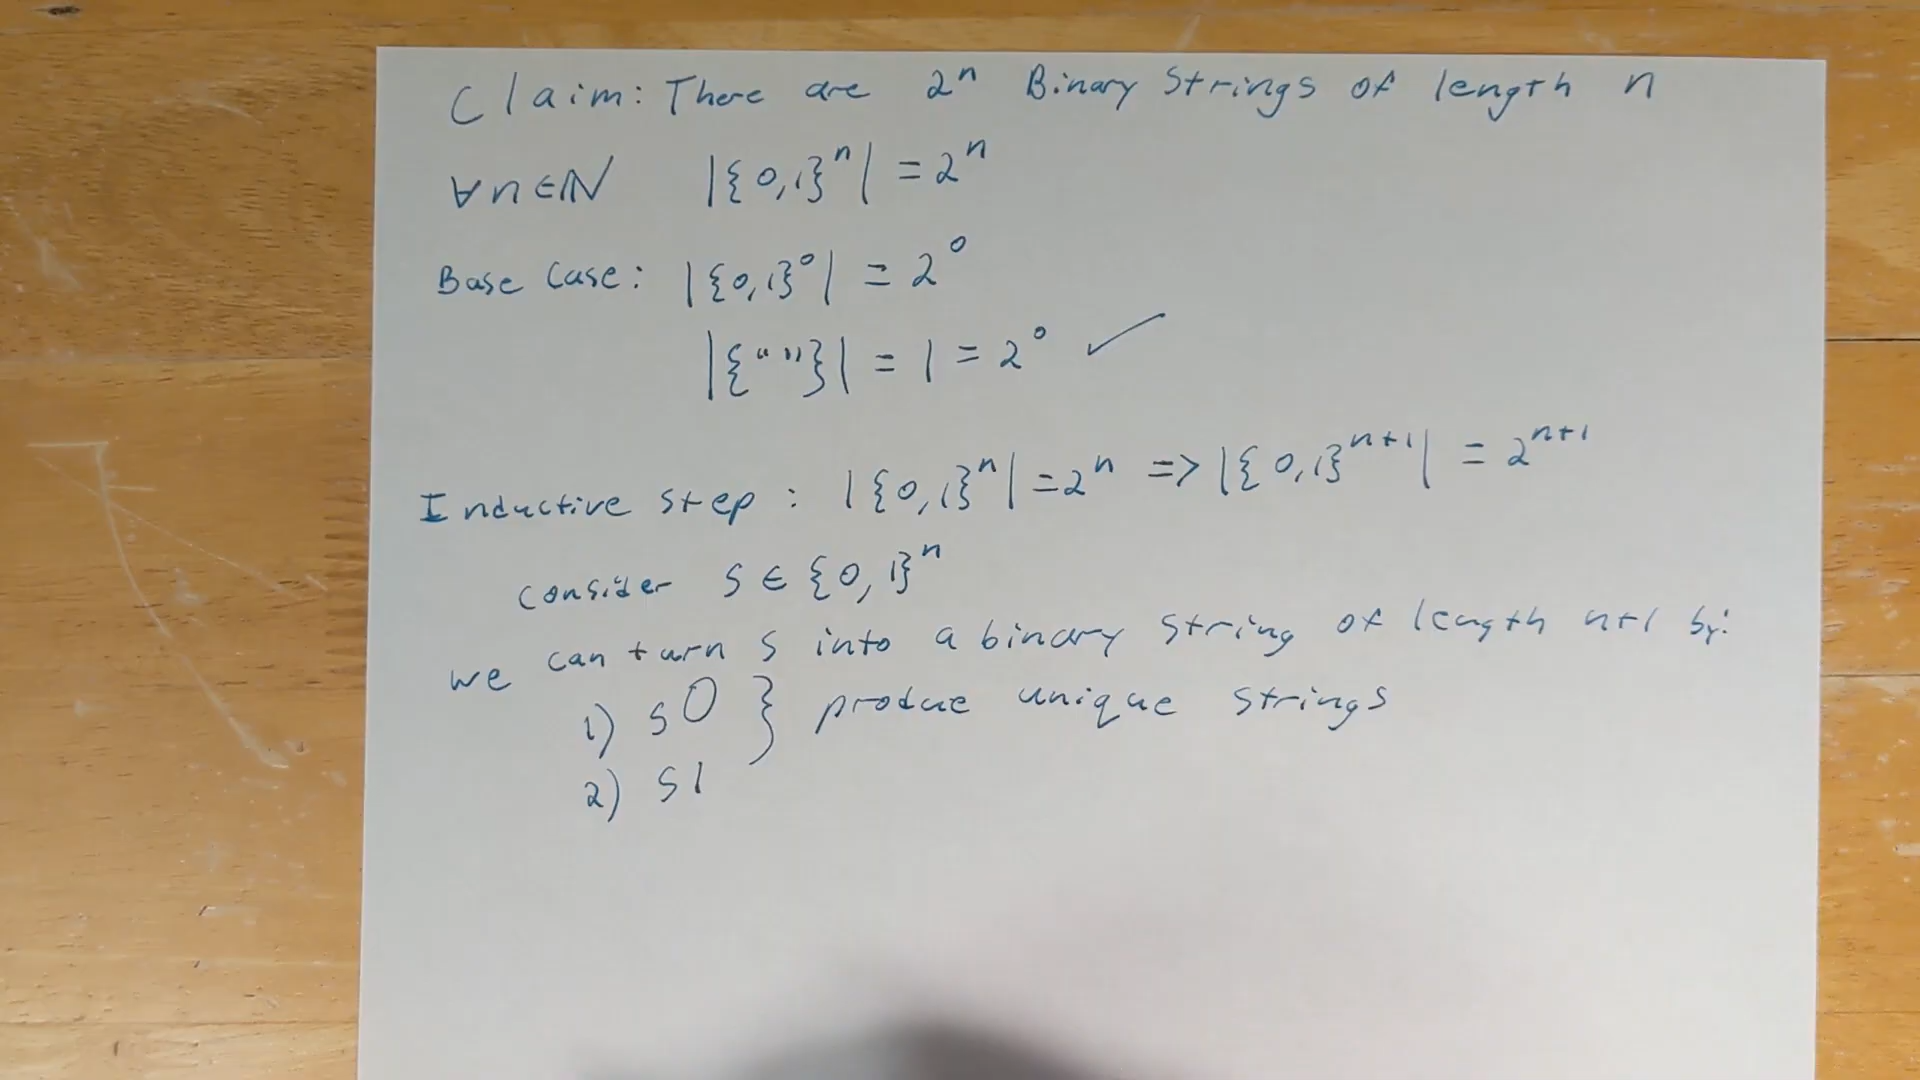 Claim: There are 2^n Binary Strings of length n
∀n∈ℕ |{0,1}^n| = 2^n
Base Case: |{0,1}^0| = 2^0
|{""}| = 1 = 2^0 ✓
Inductive step: |{0,1}^n| = 2^n => |{0,1}^{n+1}| = 2^{n+1}
consider s ∈ {0,1}^n
we can turn s into a binary string of length n+1 by:
1) s0 } produce unique strings
2) s1